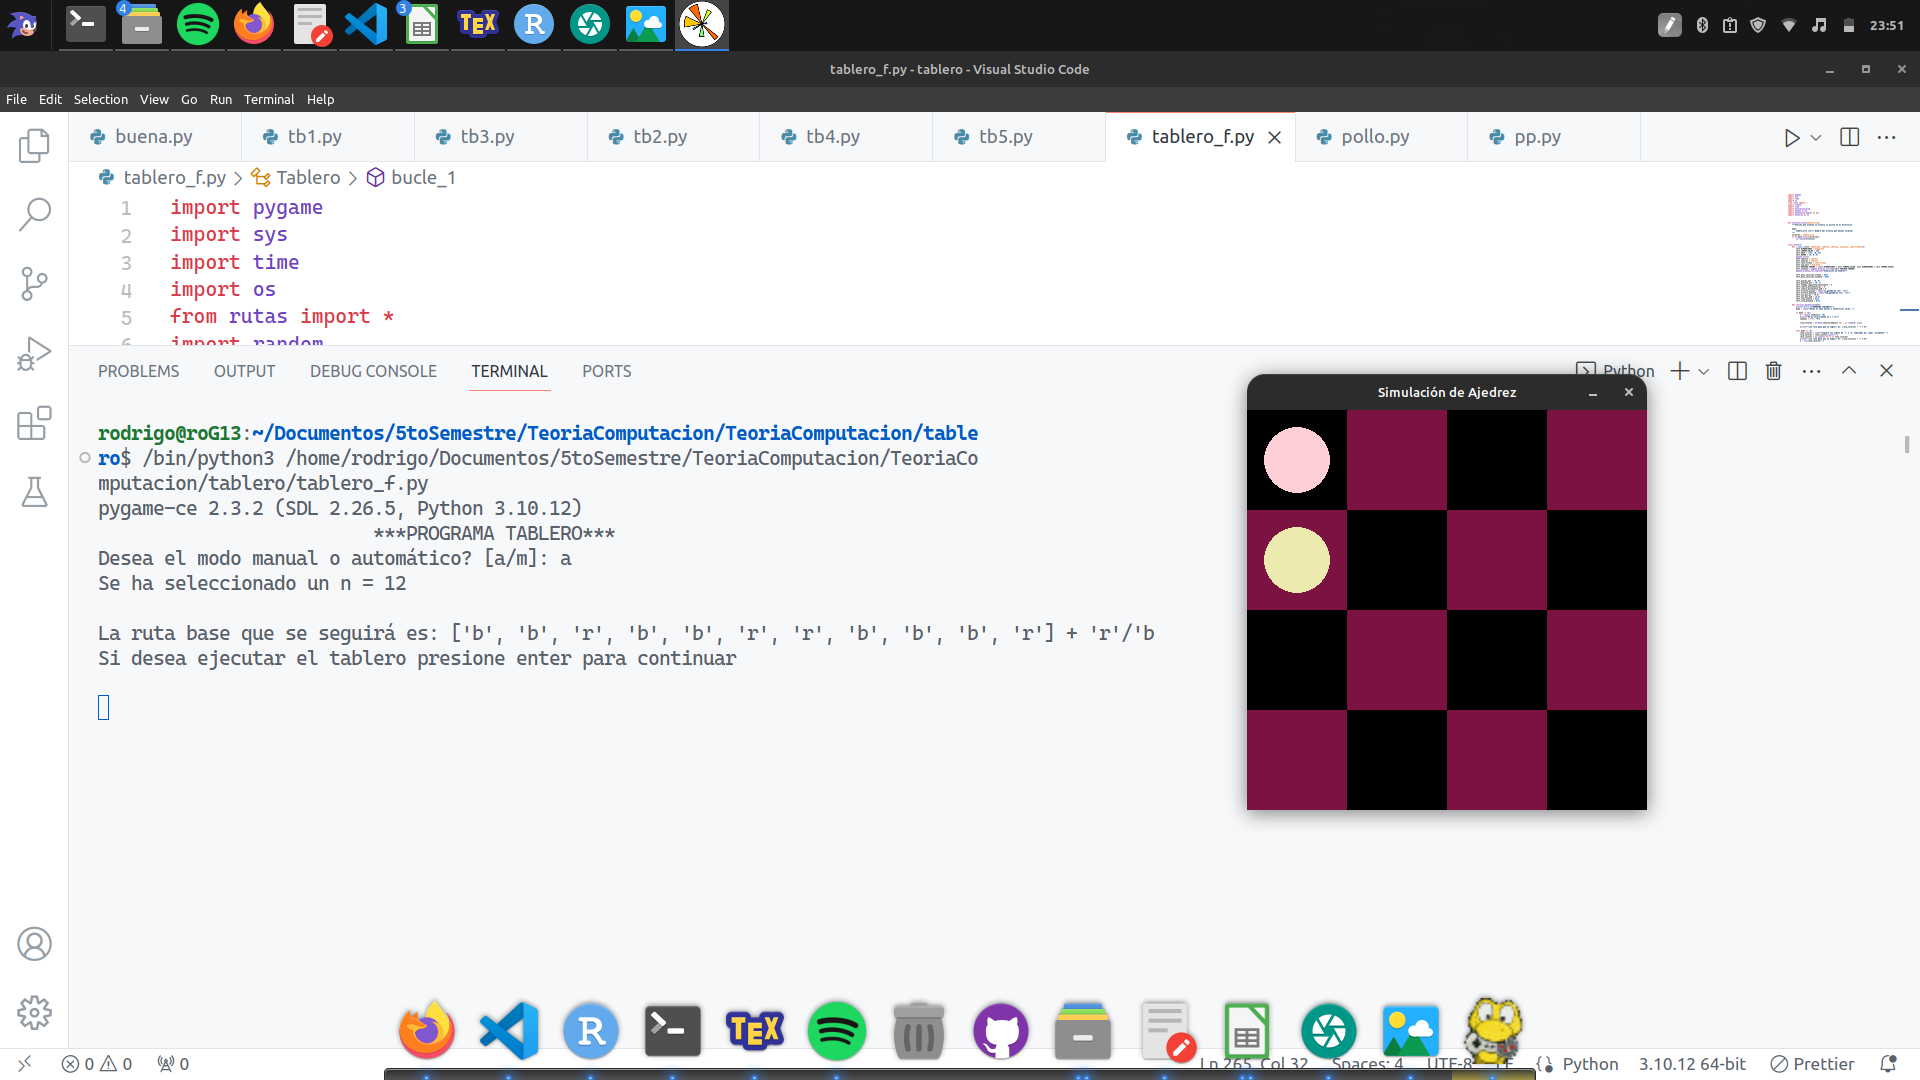 4
3
23:51
tablero_f.py - tablero - Visual Studio Code
File Edit Selection View Go Run Terminal Help
buena.py tb1.py tb3.py tb2.py tb4.py tb5.py tablero_f.py pollo.py pp.py
tablero_f.py > Tablero > bucle_1
1 import pygame
2 import sys
3 import time
4 import os
5 from rutas import *
6 import random
PROBLEMS OUTPUT DEBUG CONSOLE TERMINAL PORTS
Python
Simulación de Ajedrez
rodrigo@roG13:~/Documentos/5toSemestre/TeoriaComputacion/TeoriaComputacion/table
ro$ /bin/python3 /home/rodrigo/Documentos/5toSemestre/TeoriaComputacion/TeoriaCo
mputacion/tablero/tablero_f.py
pygame-ce 2.3.2 (SDL 2.26.5, Python 3.10.12)
***PROGRAMA TABLERO***
Desea el modo manual o automático? [a/m]: a
Se ha seleccionado un n = 12
La ruta base que se seguirá es: ['b', 'b', 'r', 'b', 'b', 'r', 'r', 'b', 'b', 'b', 'r'] + 'r'/'b
Si desea ejecutar el tablero presione enter para continuar
R
TEX
0 0 0
Ln 265, Col 32 Spaces: 4 UTF-8 LF Python 3.10.12 64-bit Prettier